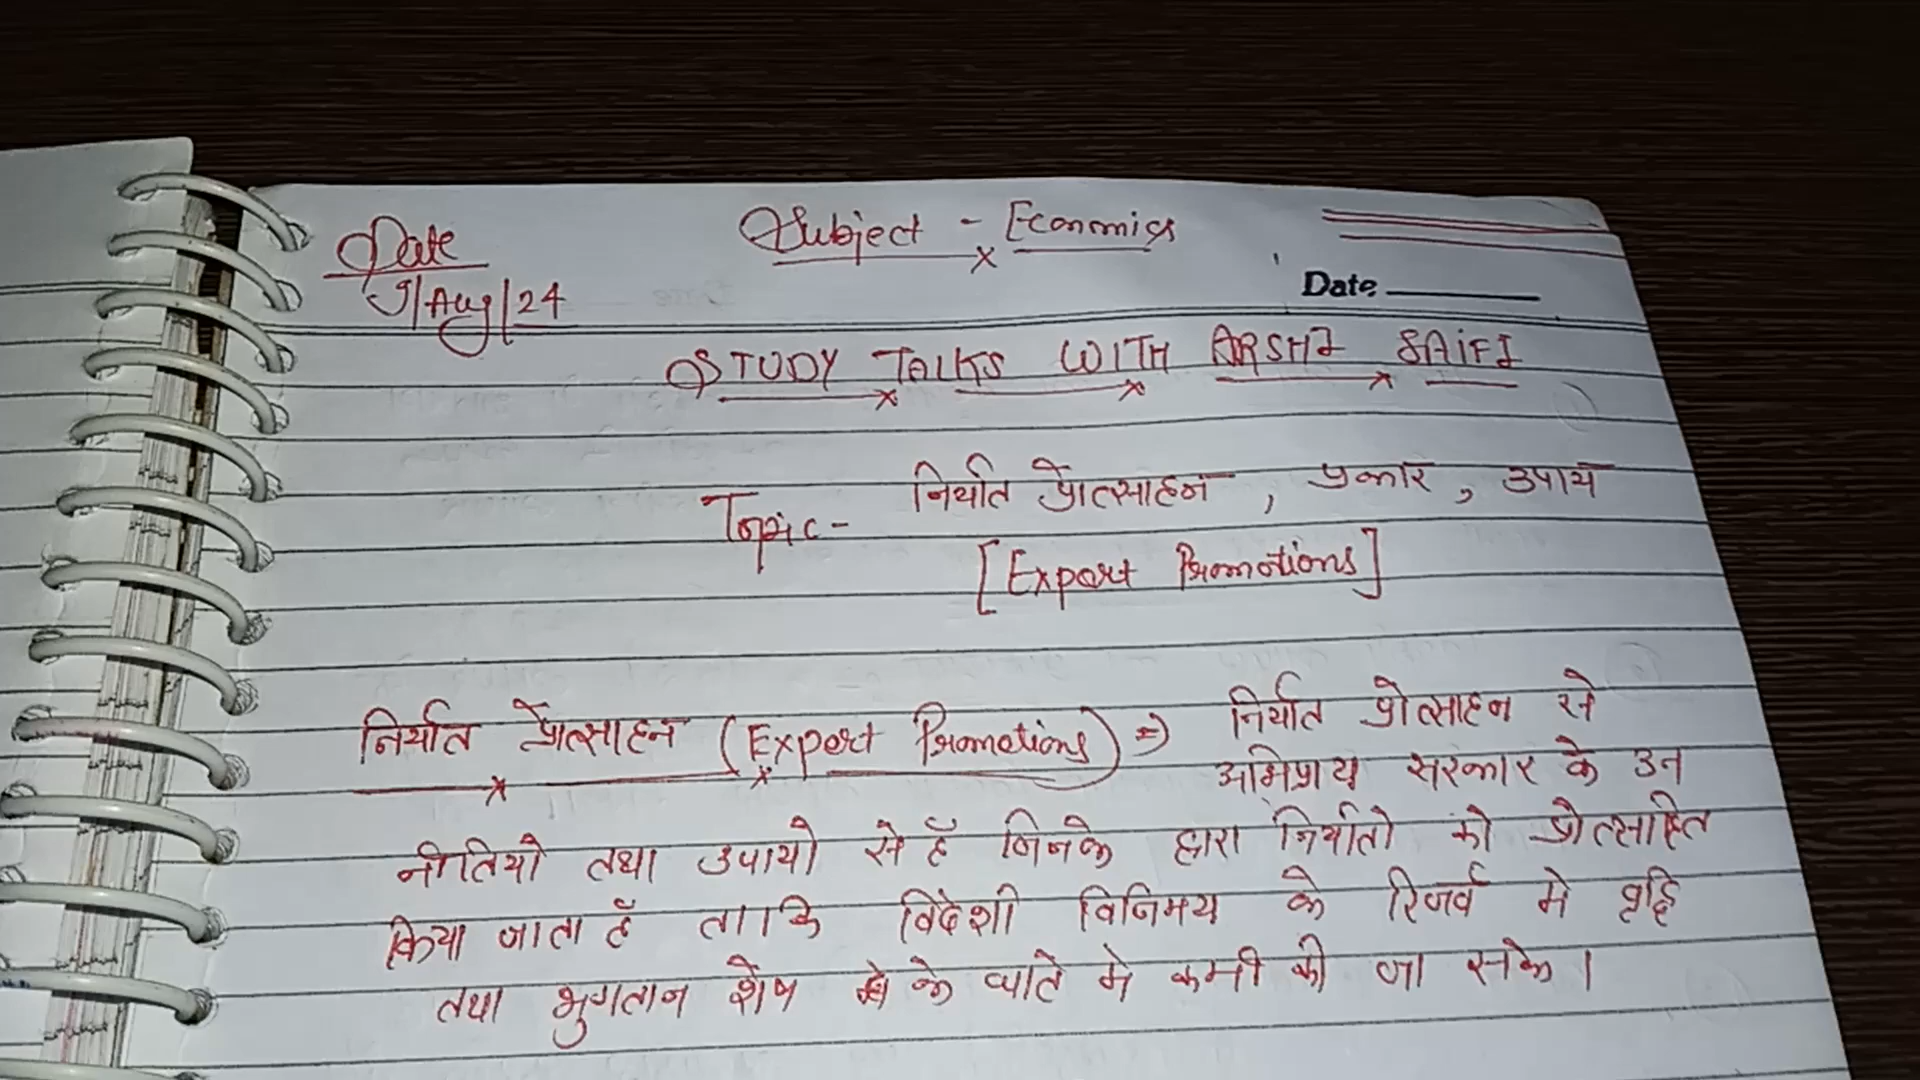 Date
9/Aug/24
Subject - Economics
Date
STUDY TALKS WITH ARSHI SAIFI
Topic - निर्यात प्रोत्साहन, प्रकार, उपाय
[Export Promotions]
निर्यात प्रोत्साहन (Export Promotions) => निर्यात प्रोत्साहन से
अभिप्राय सरकार के उन
नीतियो तथा उपायो से हैं जिनके द्वारा निर्यातो को प्रोत्साहित
किया जाता हैं ताकि विदेशी विनिमय के रिजर्व मे वृद्धि
तथा भुगतान शेष के घाते मे कमी की जा सके।